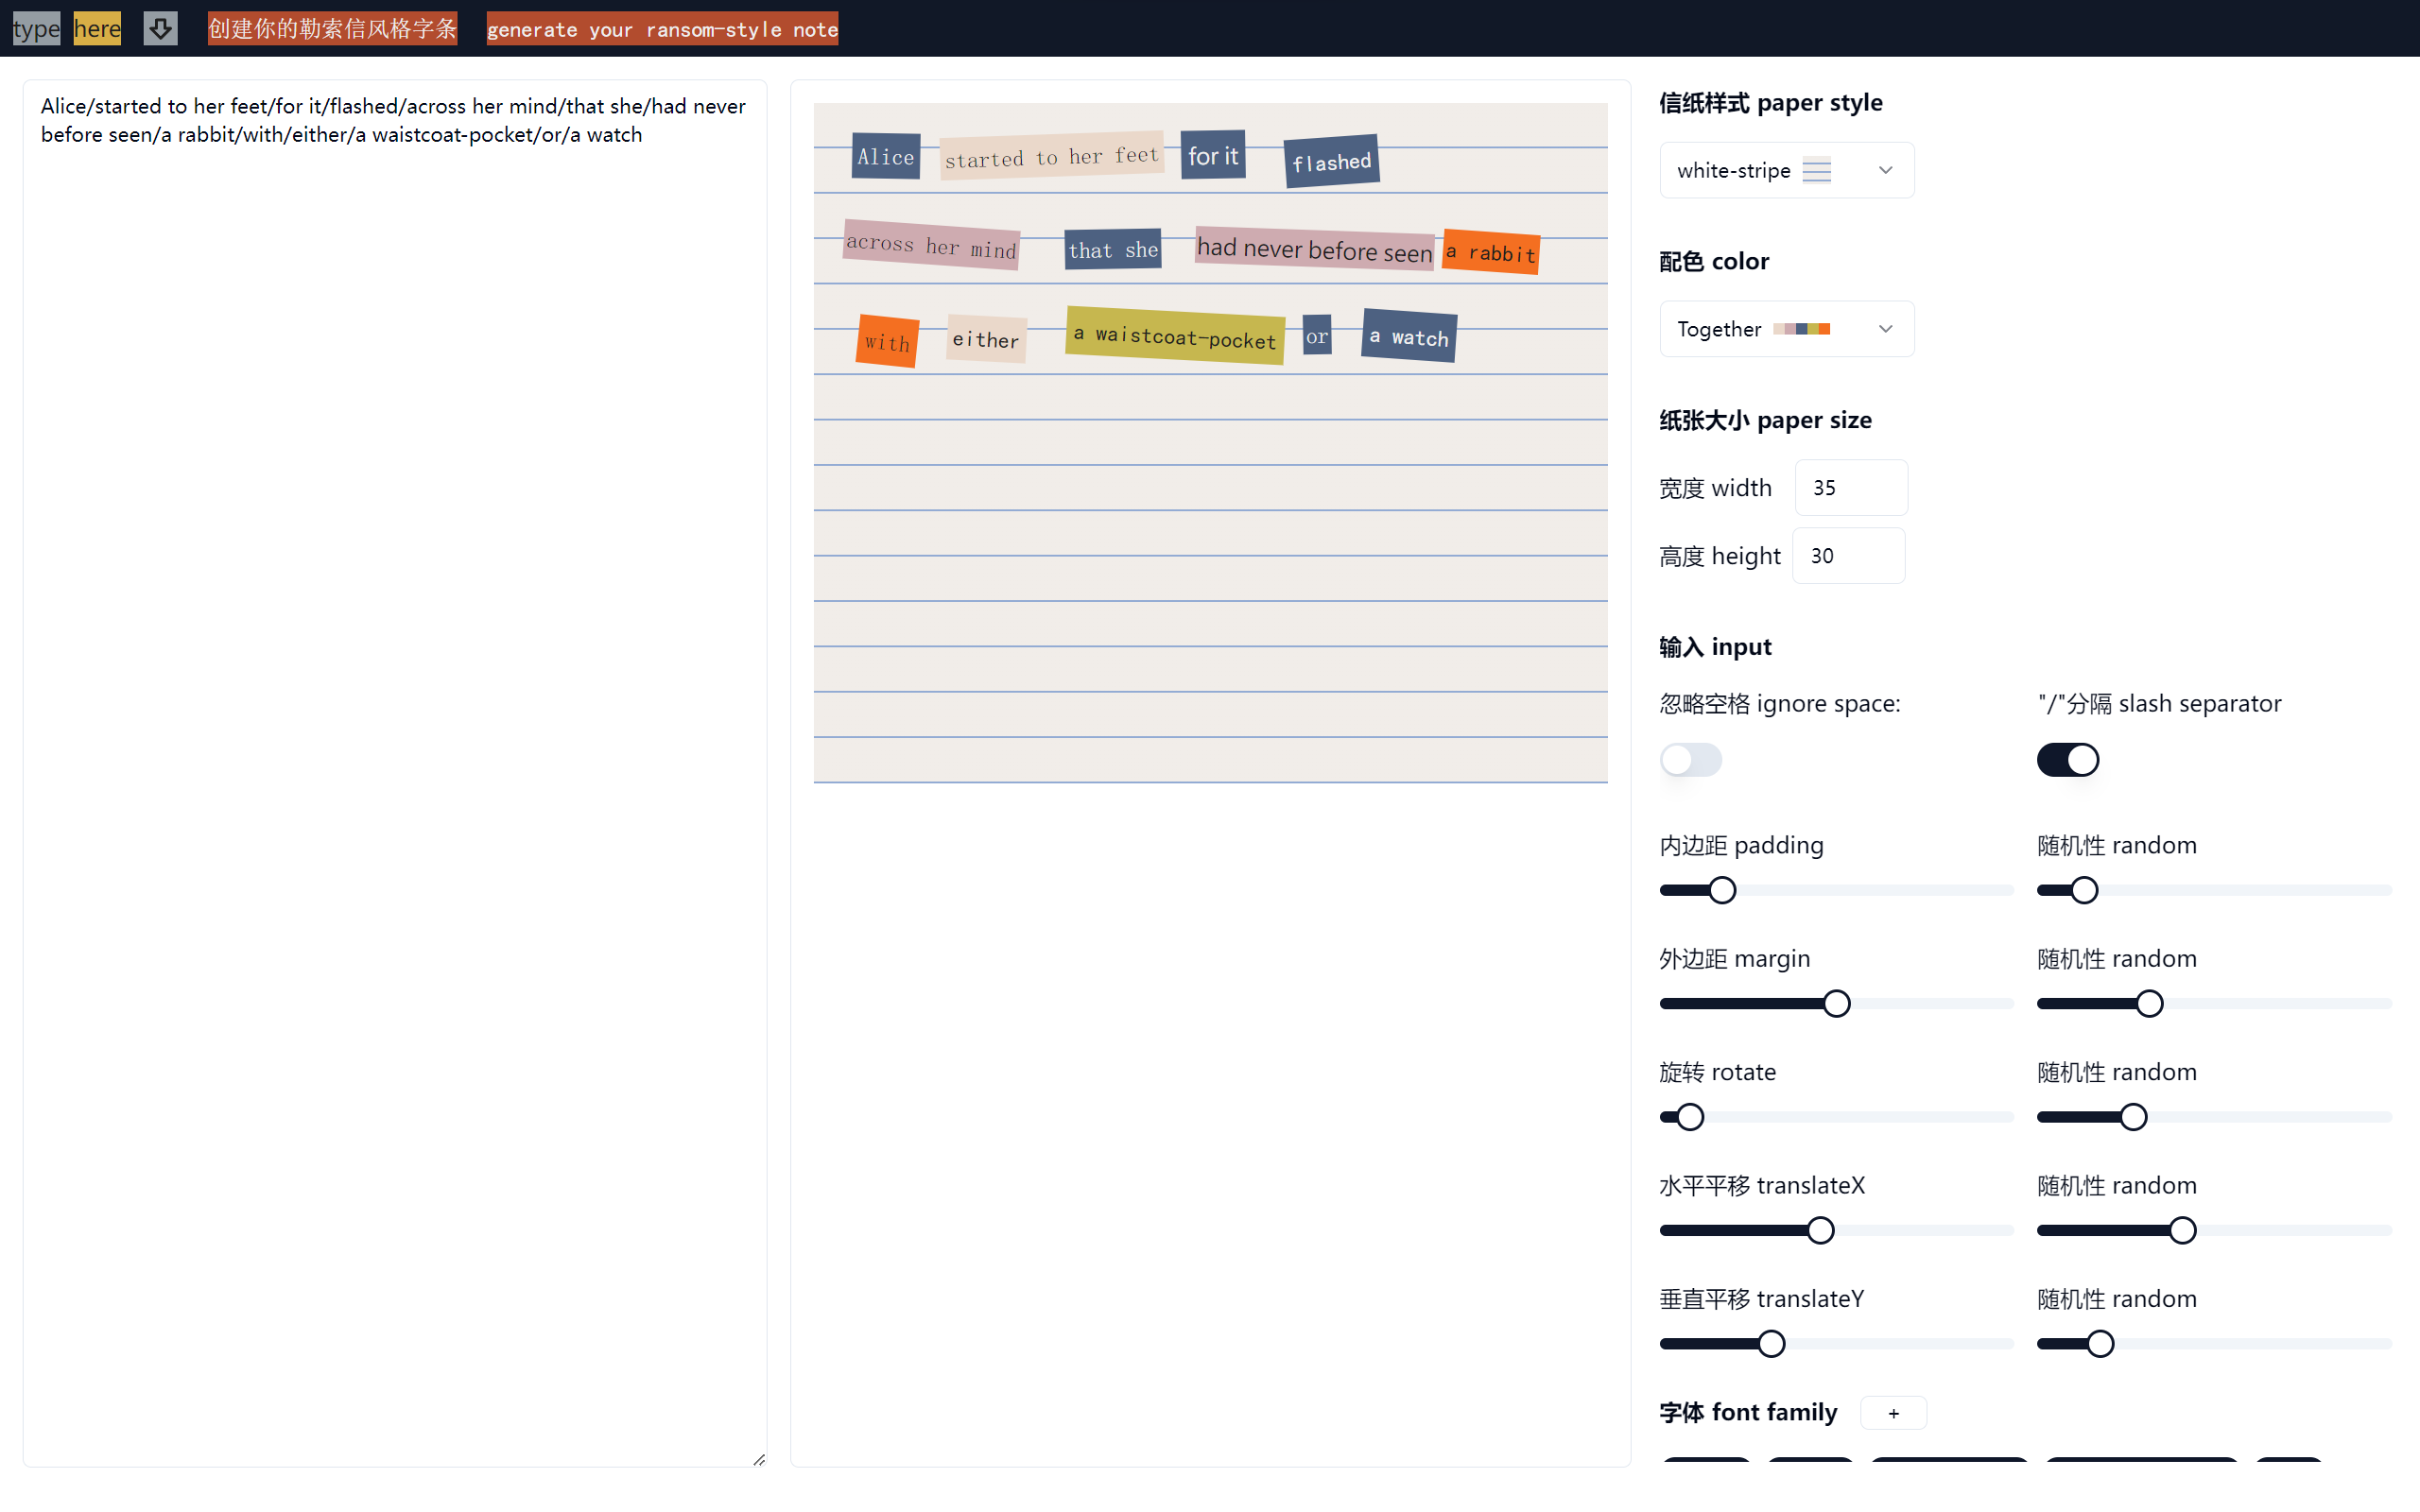 type here 创建你的勒索信风格字条 generate your ransom-style note
Alice/started to her feet/for it/flashed/across her mind/that she/had never
before seen/a rabbit/with/either/a waistcoat-pocket/or/a watch
Alice started to her feet for it flashed
across her mind that she had never before seen a rabbit
with either a waistcoat-pocket or a watch
信纸样式 paper style
white-stripe
配色 color
Together
纸张大小 paper size
宽度 width 35
高度 height 30
输入 input
忽略空格 ignore space: "/"分隔 slash separator
内边距 padding 随机性 random
外边距 margin 随机性 random
旋转 rotate 随机性 random
水平平移 translateX 随机性 random
垂直平移 translateY 随机性 random
字体 font family +